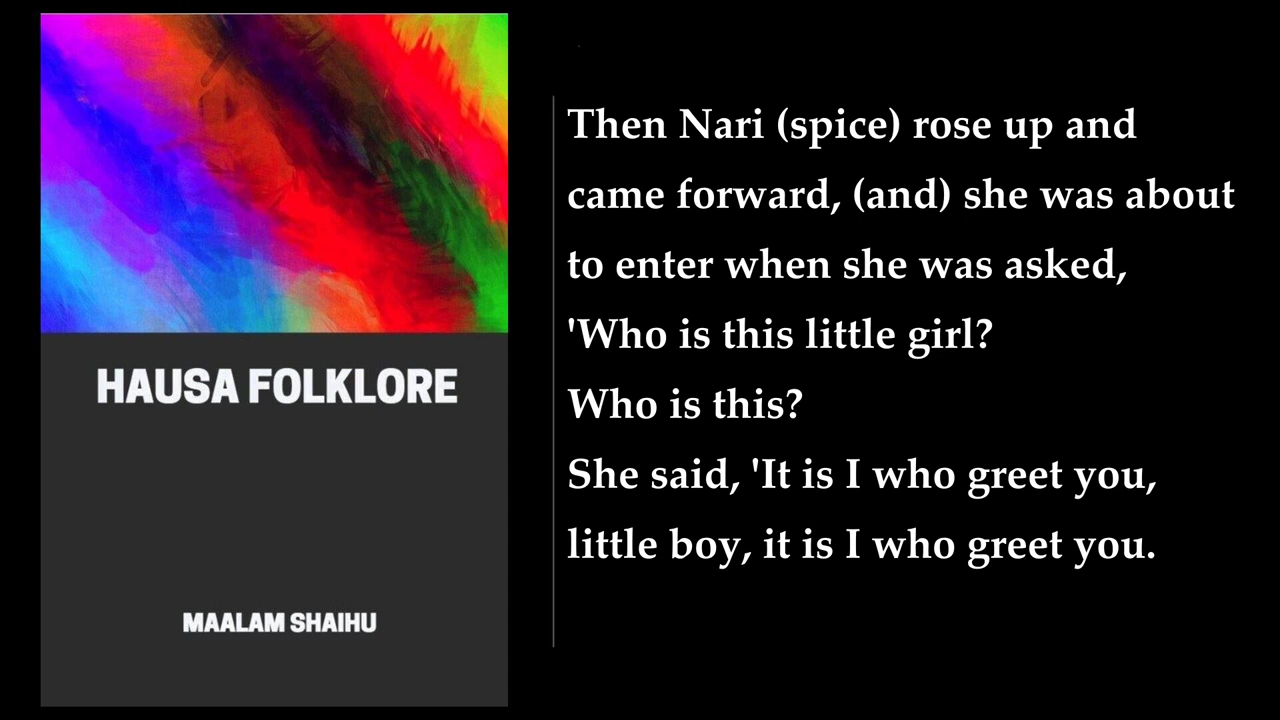 HAUSA FOLKLORE
MAALAM SHAIHU
Then Nari (spice) rose up and
came forward, (and) she was about
to enter when she was asked,
'Who is this little girl?
Who is this?
She said, 'It is I who greet you,
little boy, it is I who greet you.